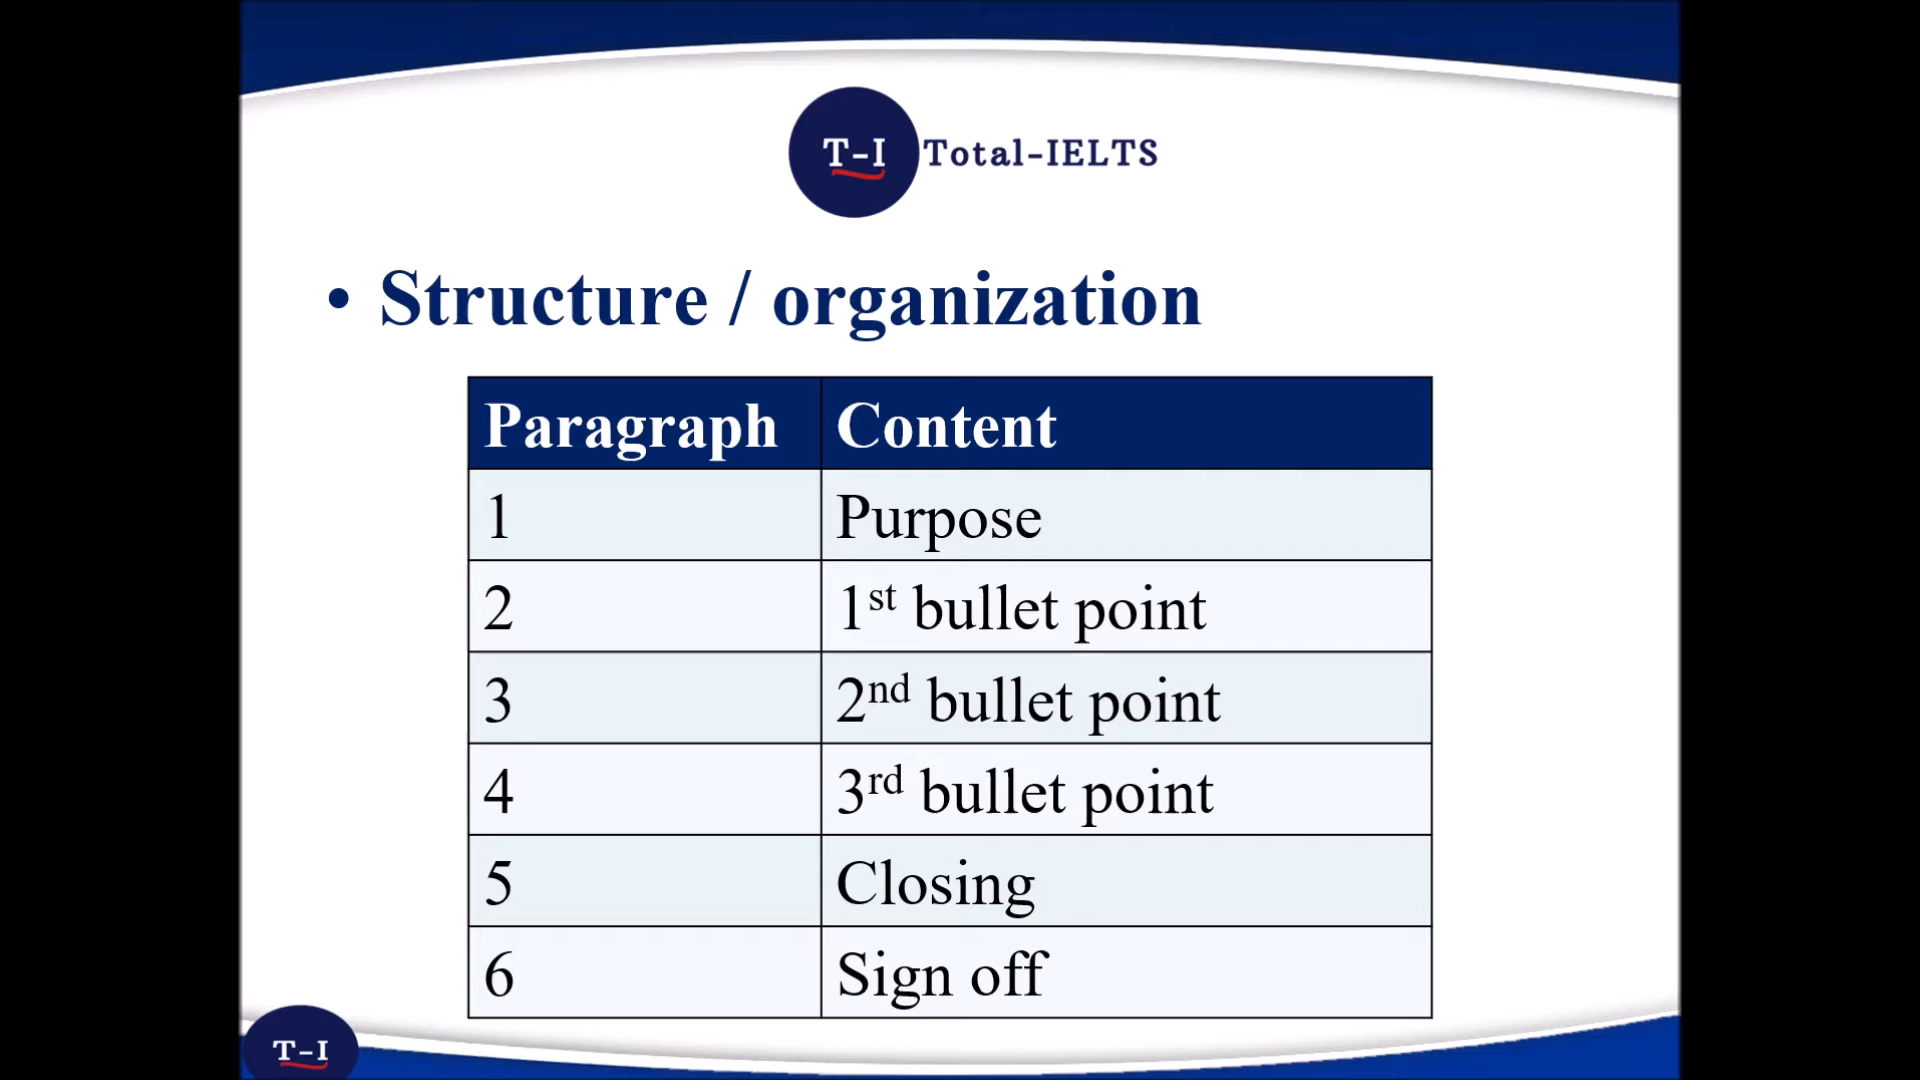 T-I Total-IELTS
• Structure / organization
Paragraph Content
1 Purpose
2 1st bullet point
3 2nd bullet point
4 3rd bullet point
5 Closing
6 Sign off
T-I